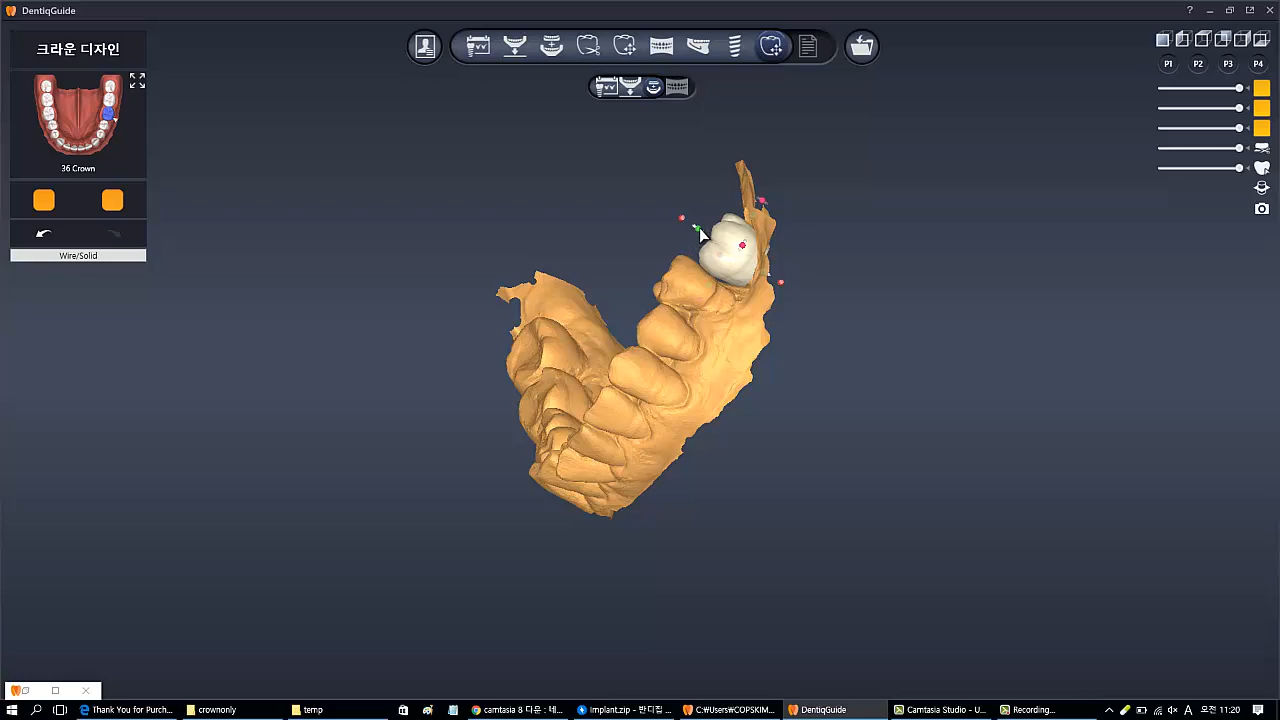 DentiqGuide
크라운 디자인
36 Crown
Wire/Solid
P1 P2 P3 P4
Thank You for Purch...
crownonly
temp
camtasia 8 다운 : 네...
implant.zip - 반디집 ...
C:₩Users₩COPSKIM...
DentiqGuide
Camtasia Studio - U...
Recording...
A 오전 11:20